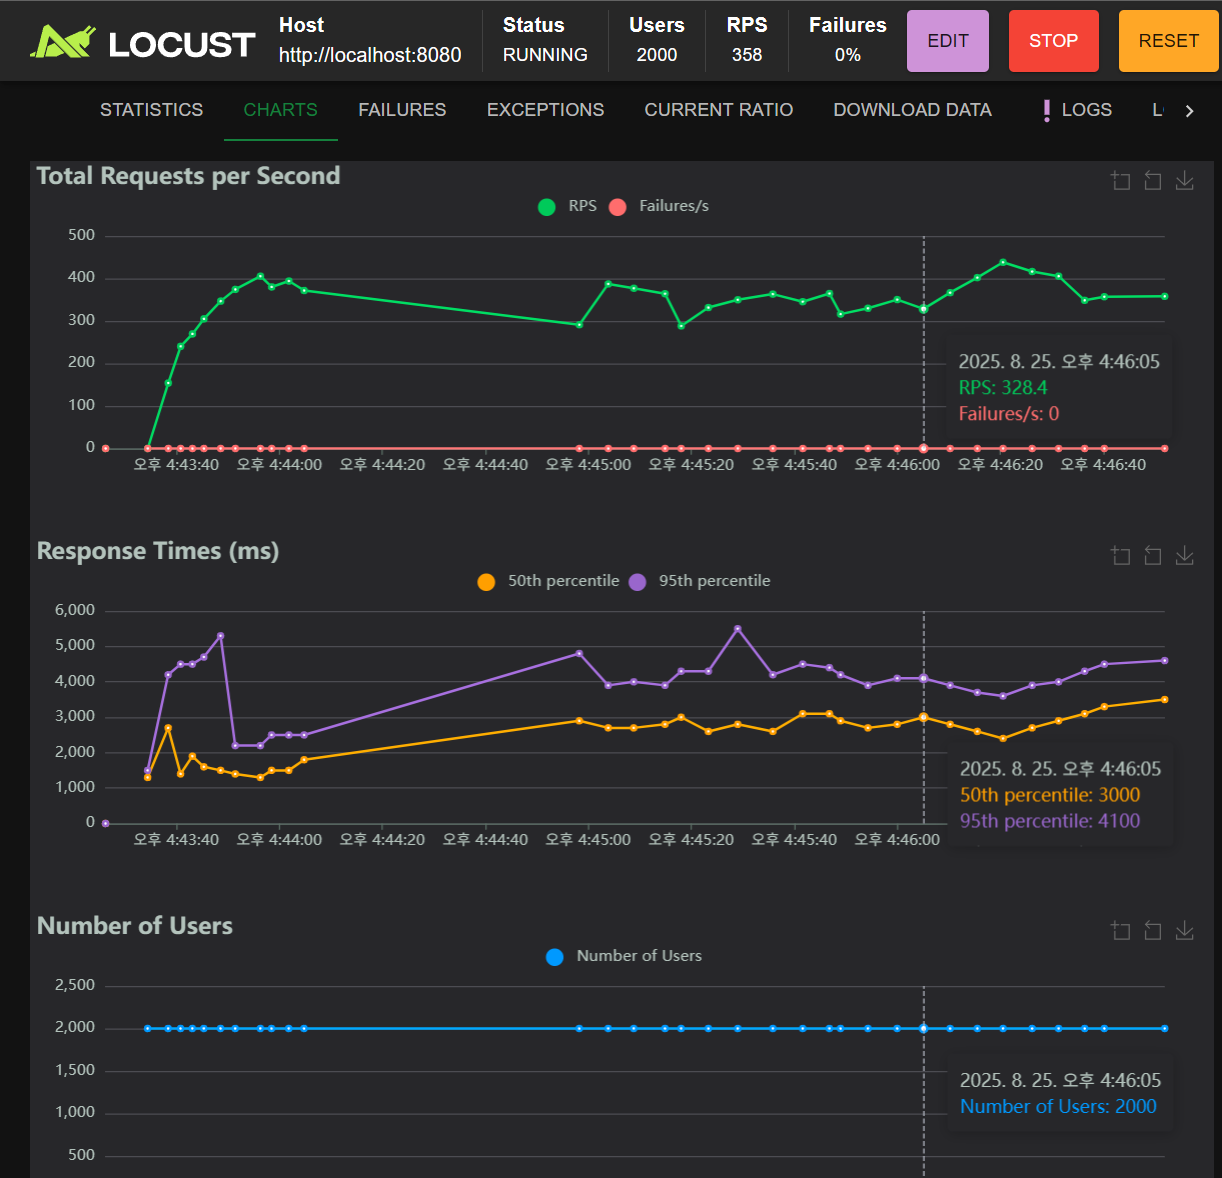 LOCUST
Host
http://localhost:8080
Status
RUNNING
Users
2000
RPS
358
Failures
0%
EDIT
STOP
RESET
STATISTICS
CHARTS
FAILURES
EXCEPTIONS
CURRENT RATIO
DOWNLOAD DATA
LOGS
Total Requests per Second
RPS
Failures/s
500
400
300
200
100
0
오후 4:43:40
오후 4:44:00
오후 4:44:20
오후 4:44:40
오후 4:45:00
오후 4:45:20
오후 4:45:40
오후 4:46:00
오후 4:46:20
오후 4:46:40
2025. 8. 25. 오후 4:46:05
RPS: 328.4
Failures/s: 0
Response Times (ms)
50th percentile
95th percentile
6,000
5,000
4,000
3,000
2,000
1,000
0
오후 4:43:40
오후 4:44:00
오후 4:44:20
오후 4:44:40
오후 4:45:00
오후 4:45:20
오후 4:45:40
오후 4:46:00
2025. 8. 25. 오후 4:46:05
50th percentile: 3000
95th percentile: 4100
Number of Users
Number of Users
2,500
2,000
1,500
1,000
500
2025. 8. 25. 오후 4:46:05
Number of Users: 2000